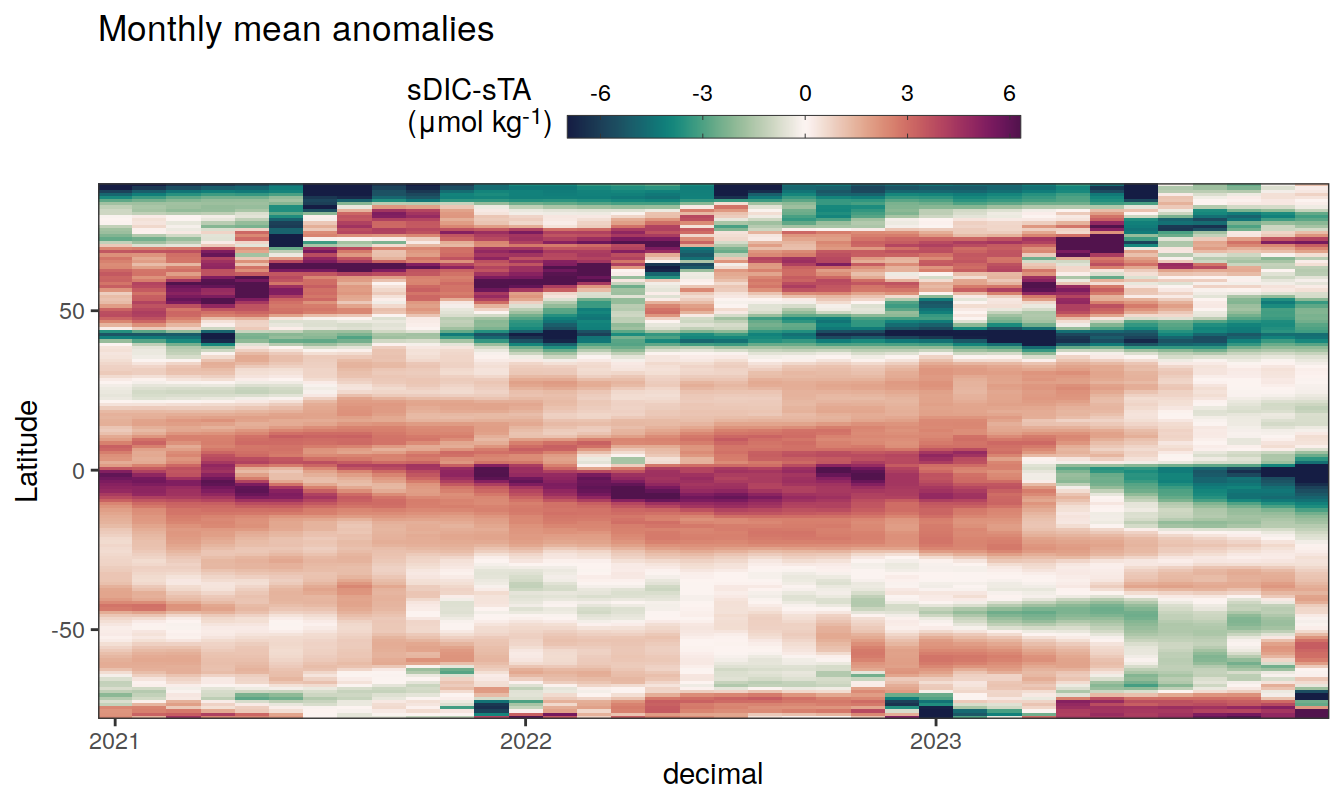 Monthly mean anomalies
sDIC-sTA
(μmol kg⁻¹)
-6 -3 0 3 6
Latitude
50
0
-50
2021 2022 2023
decimal